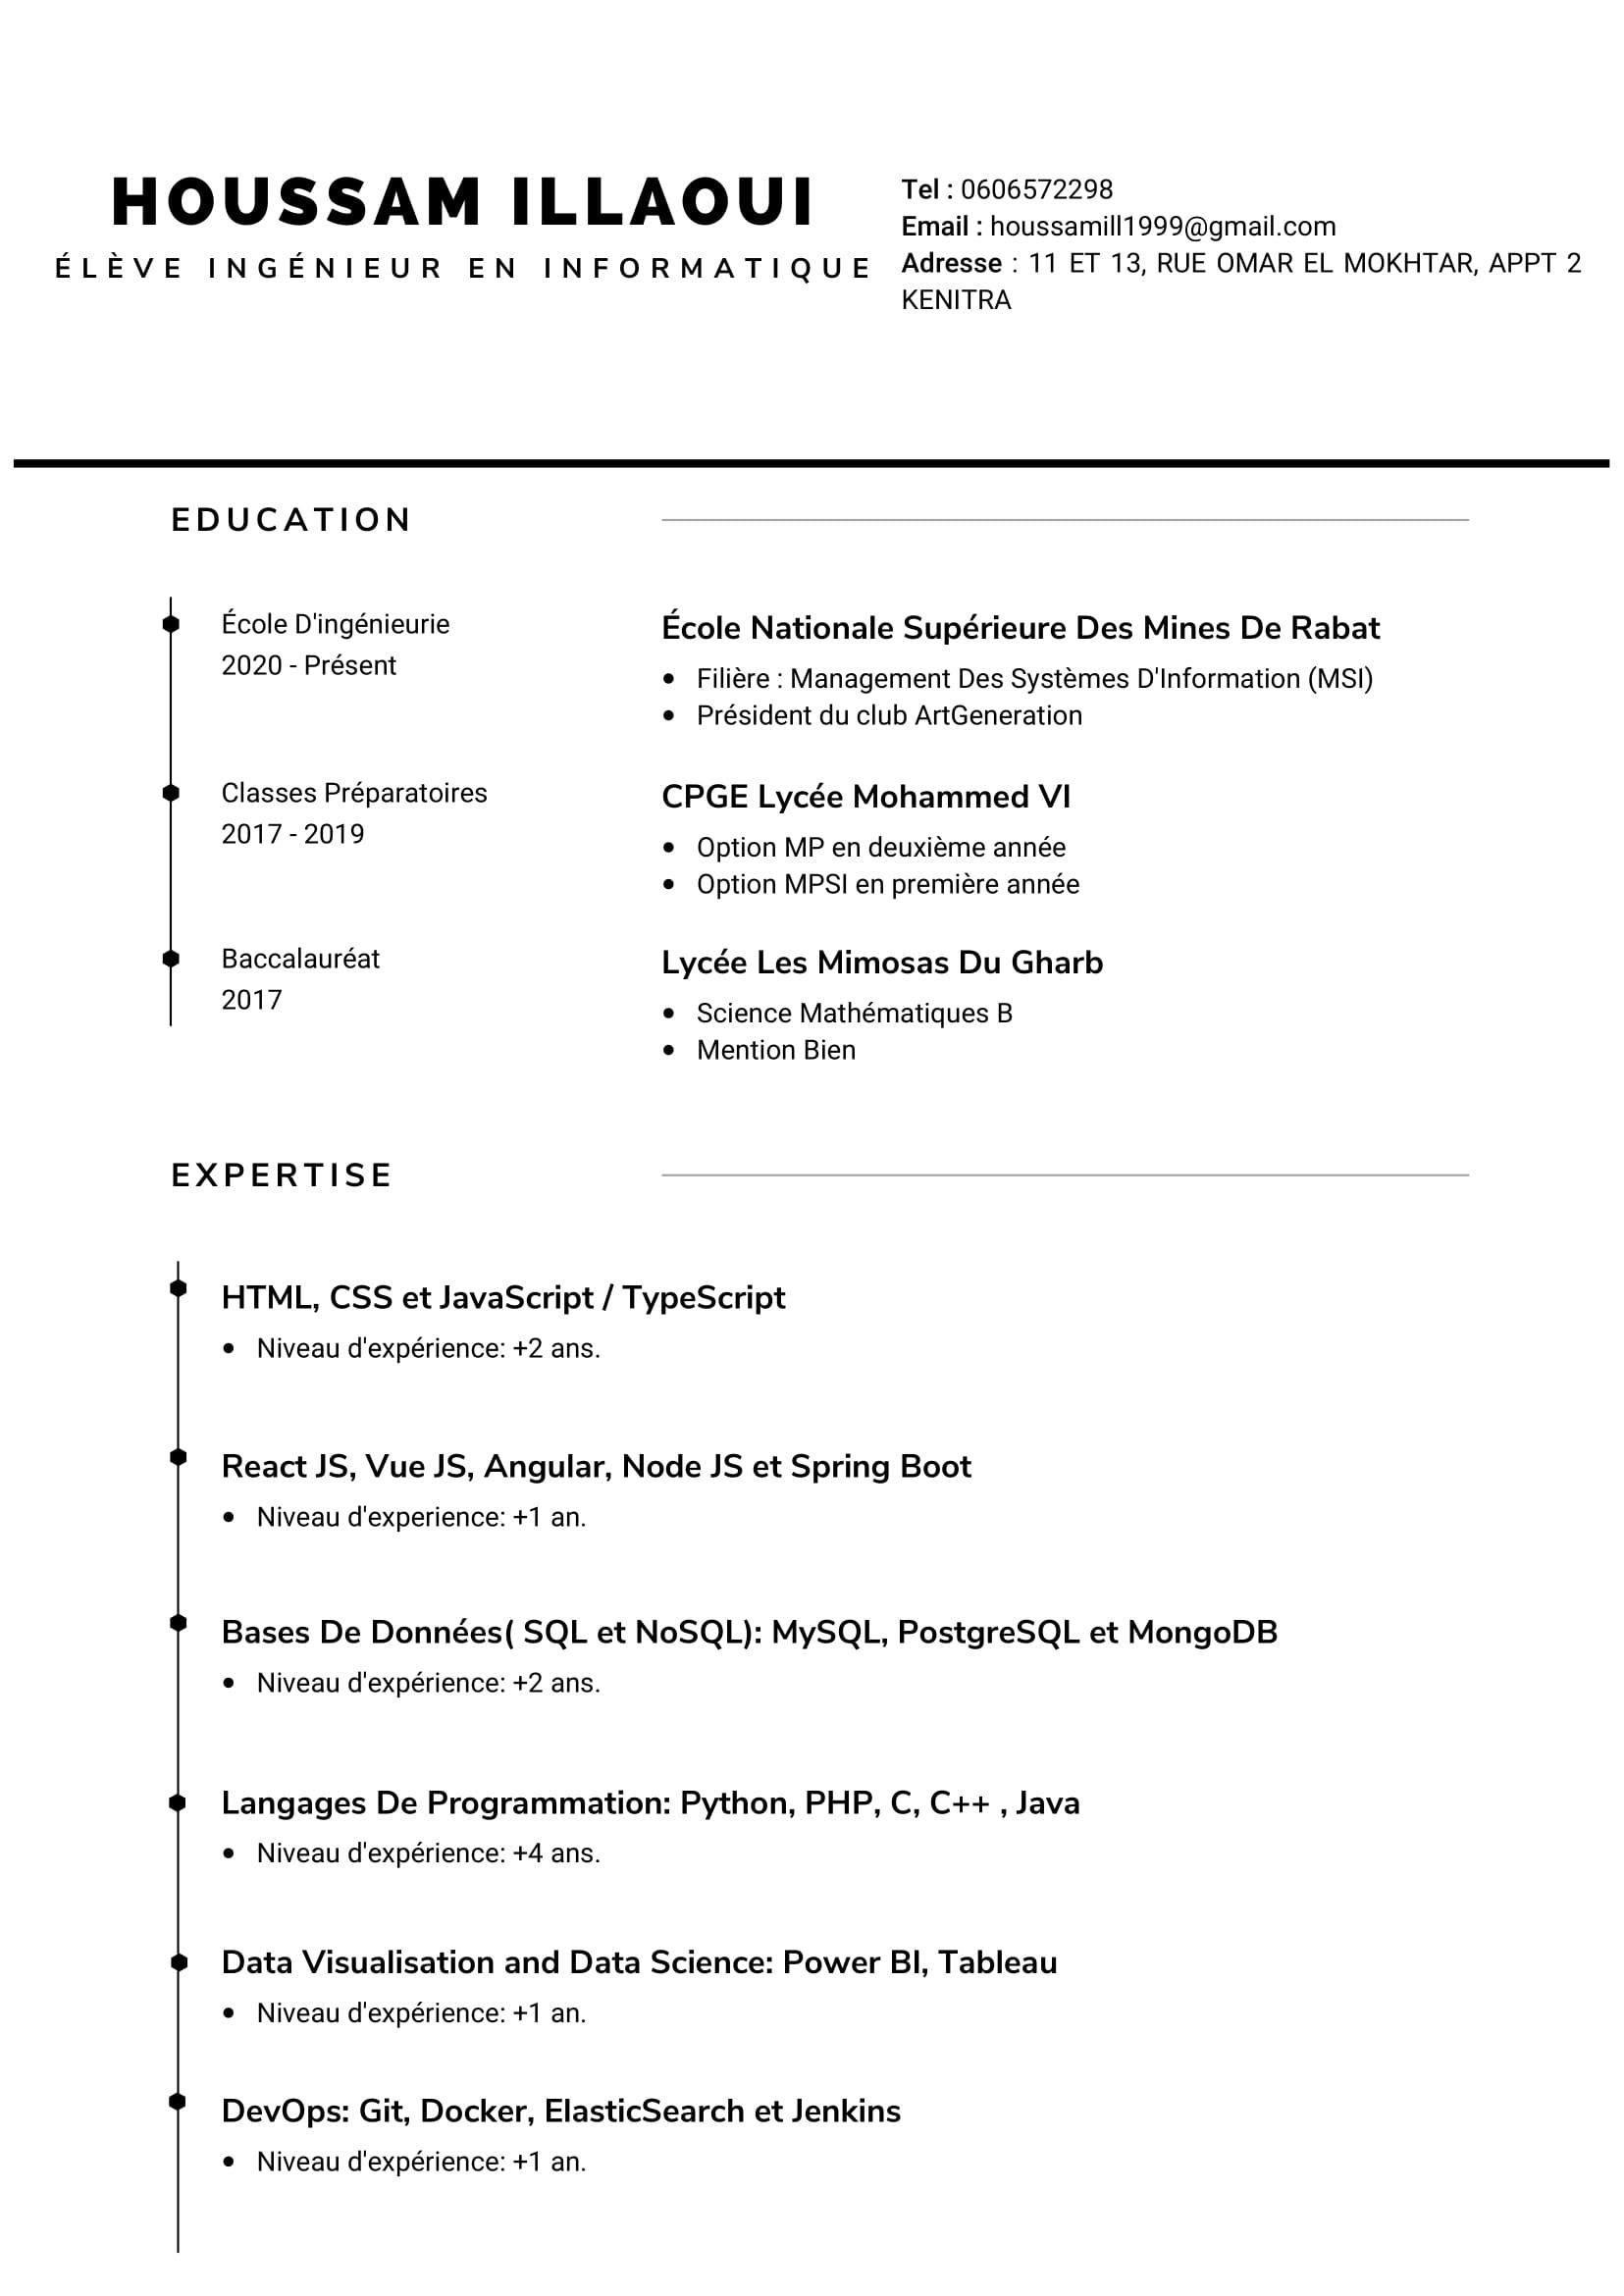 HOUSSAM ILLAOUI
ÉLÈVE INGÉNIEUR EN INFORMATIQUE
Tel : 0606572298
Email : houssamill1999@gmail.com
Adresse : 11 ET 13, RUE OMAR EL MOKHTAR, APPT 2
KENITRA
EDUCATION
École D'ingénieurie
2020 - Présent
École Nationale Supérieure Des Mines De Rabat
• Filière : Management Des Systèmes D'Information (MSI)
• Président du club ArtGeneration
Classes Préparatoires
2017 - 2019
CPGE Lycée Mohammed VI
• Option MP en deuxième année
• Option MPSI en première année
Baccalauréat
2017
Lycée Les Mimosas Du Gharb
• Science Mathématiques B
• Mention Bien
EXPERTISE
HTML, CSS et JavaScript / TypeScript
• Niveau d'expérience: +2 ans.
React JS, Vue JS, Angular, Node JS et Spring Boot
• Niveau d'experience: +1 an.
Bases De Données( SQL et NoSQL): MySQL, PostgreSQL et MongoDB
• Niveau d'expérience: +2 ans.
Langages De Programmation: Python, PHP, C, C++ , Java
• Niveau d'expérience: +4 ans.
Data Visualisation and Data Science: Power BI, Tableau
• Niveau d'expérience: +1 an.
DevOps: Git, Docker, ElasticSearch et Jenkins
• Niveau d'expérience: +1 an.